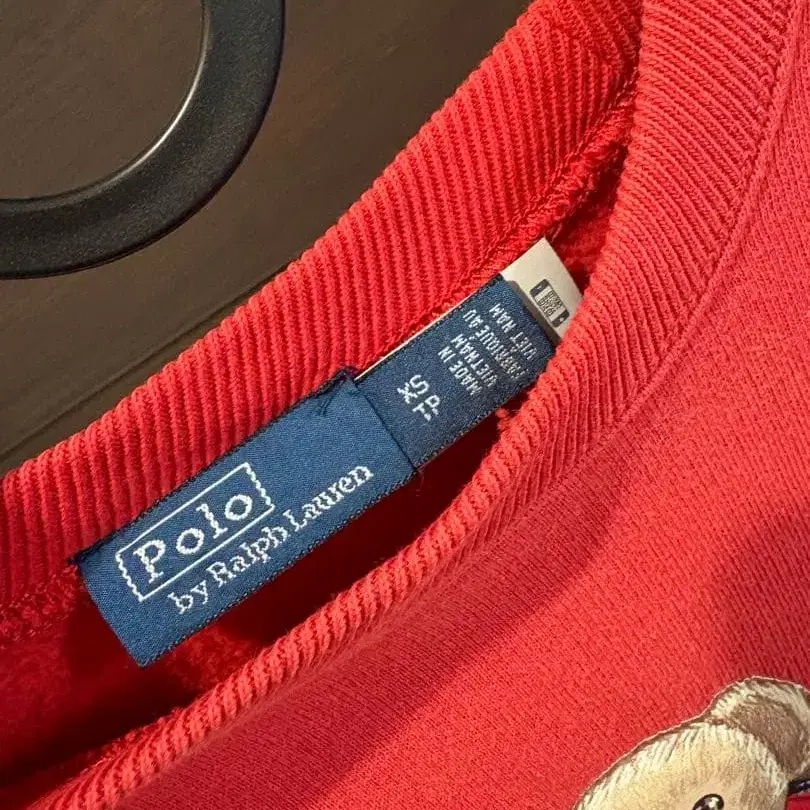 Polo
by Ralph Lauren
XS
TP
MADE IN
VIETNAM
FABRIQUE AU
VIET NAM